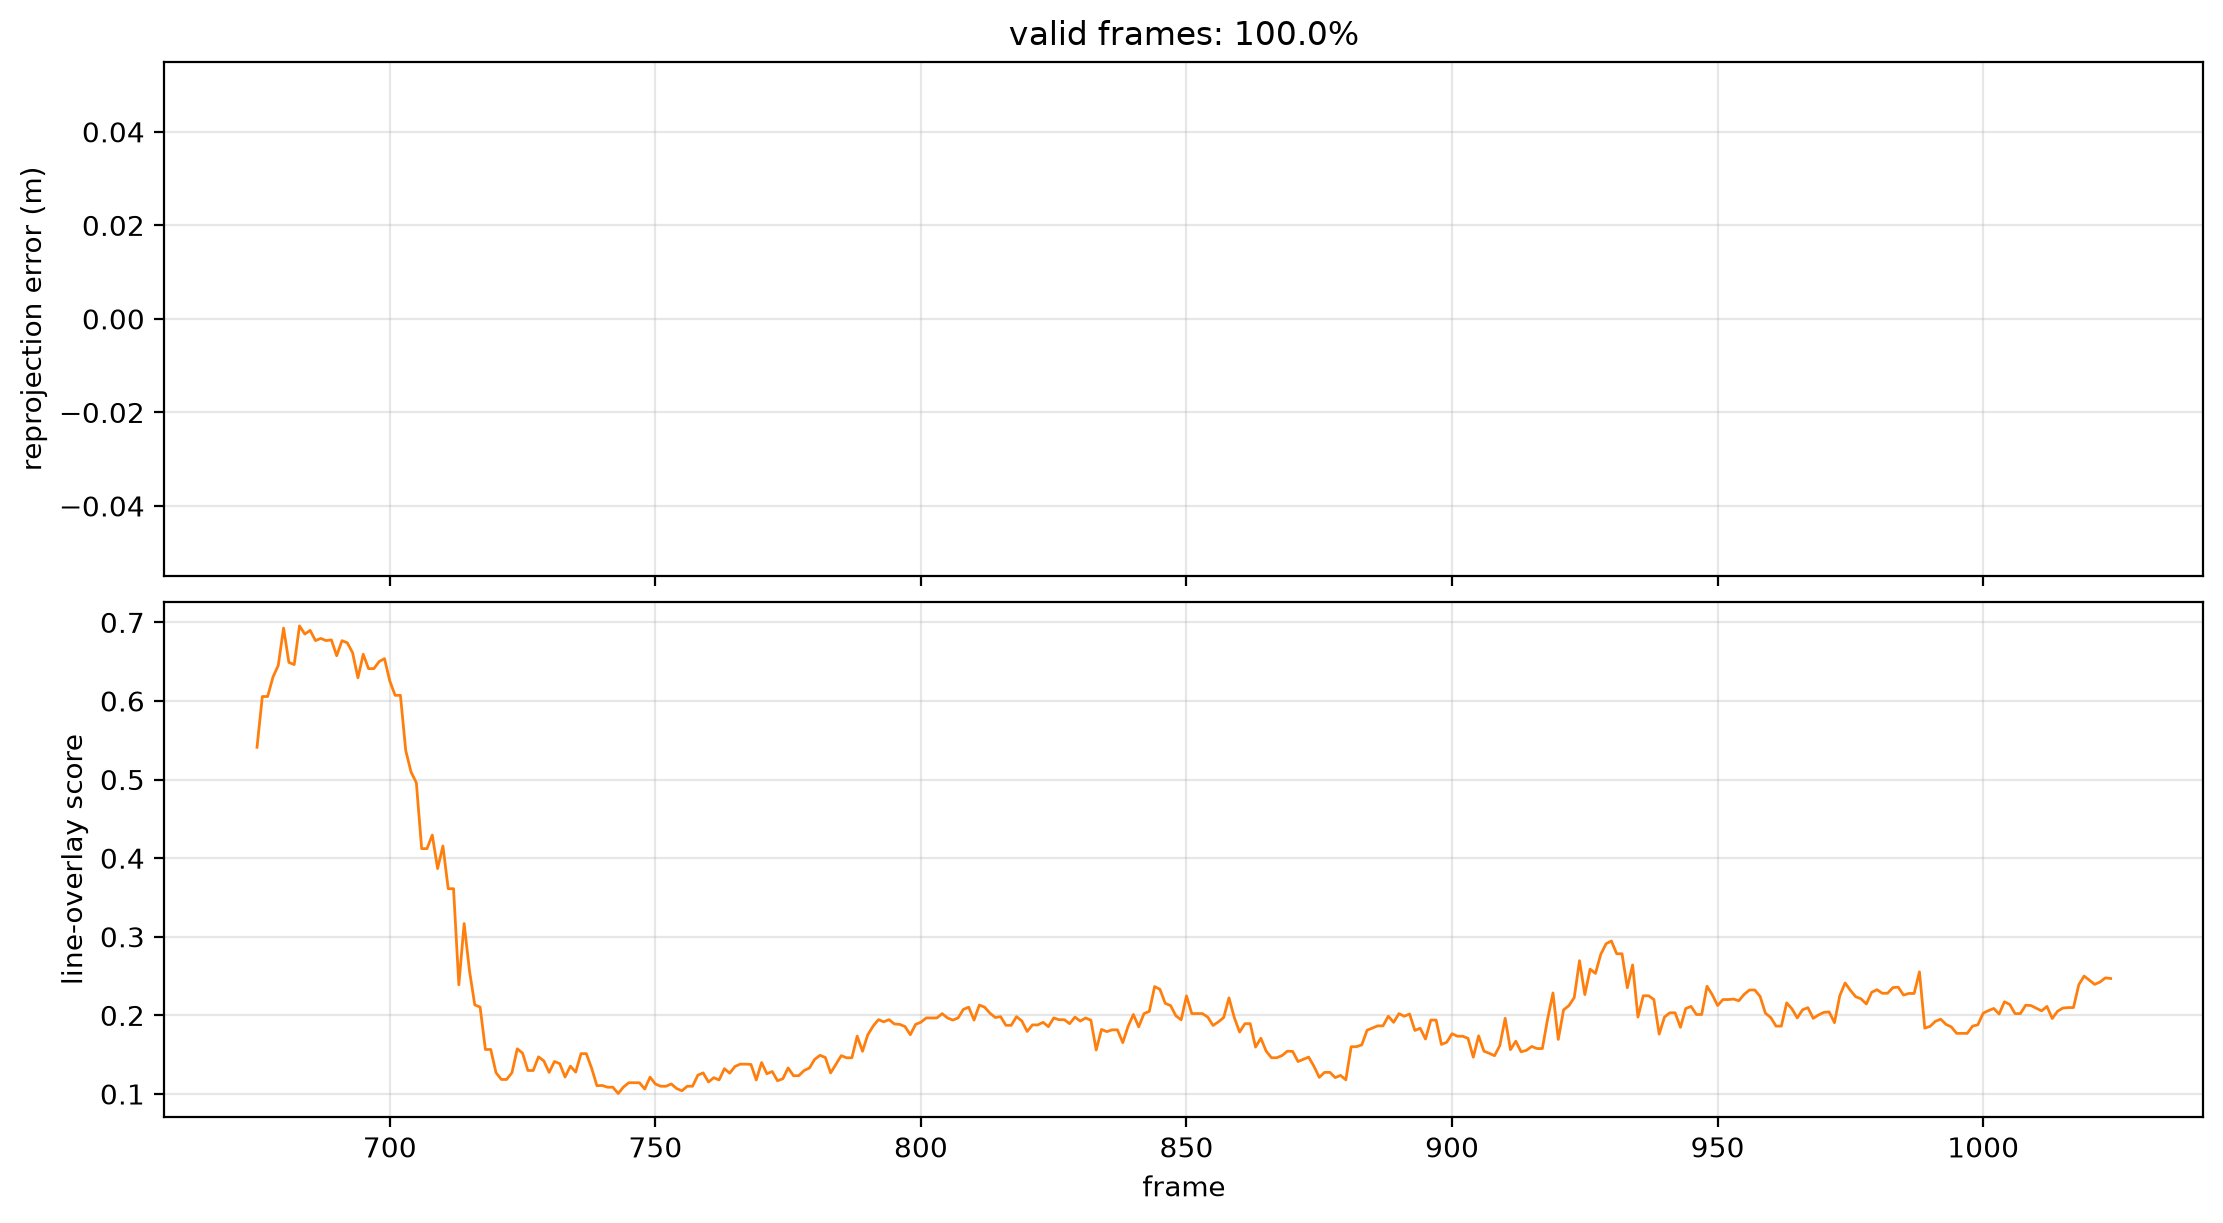 valid frames: 100.0%
reprojection error (m)
0.04
0.02
0.00
−0.02
−0.04
line-overlay score
0.7
0.6
0.5
0.4
0.3
0.2
0.1
700 750 800 850 900 950 1000
frame